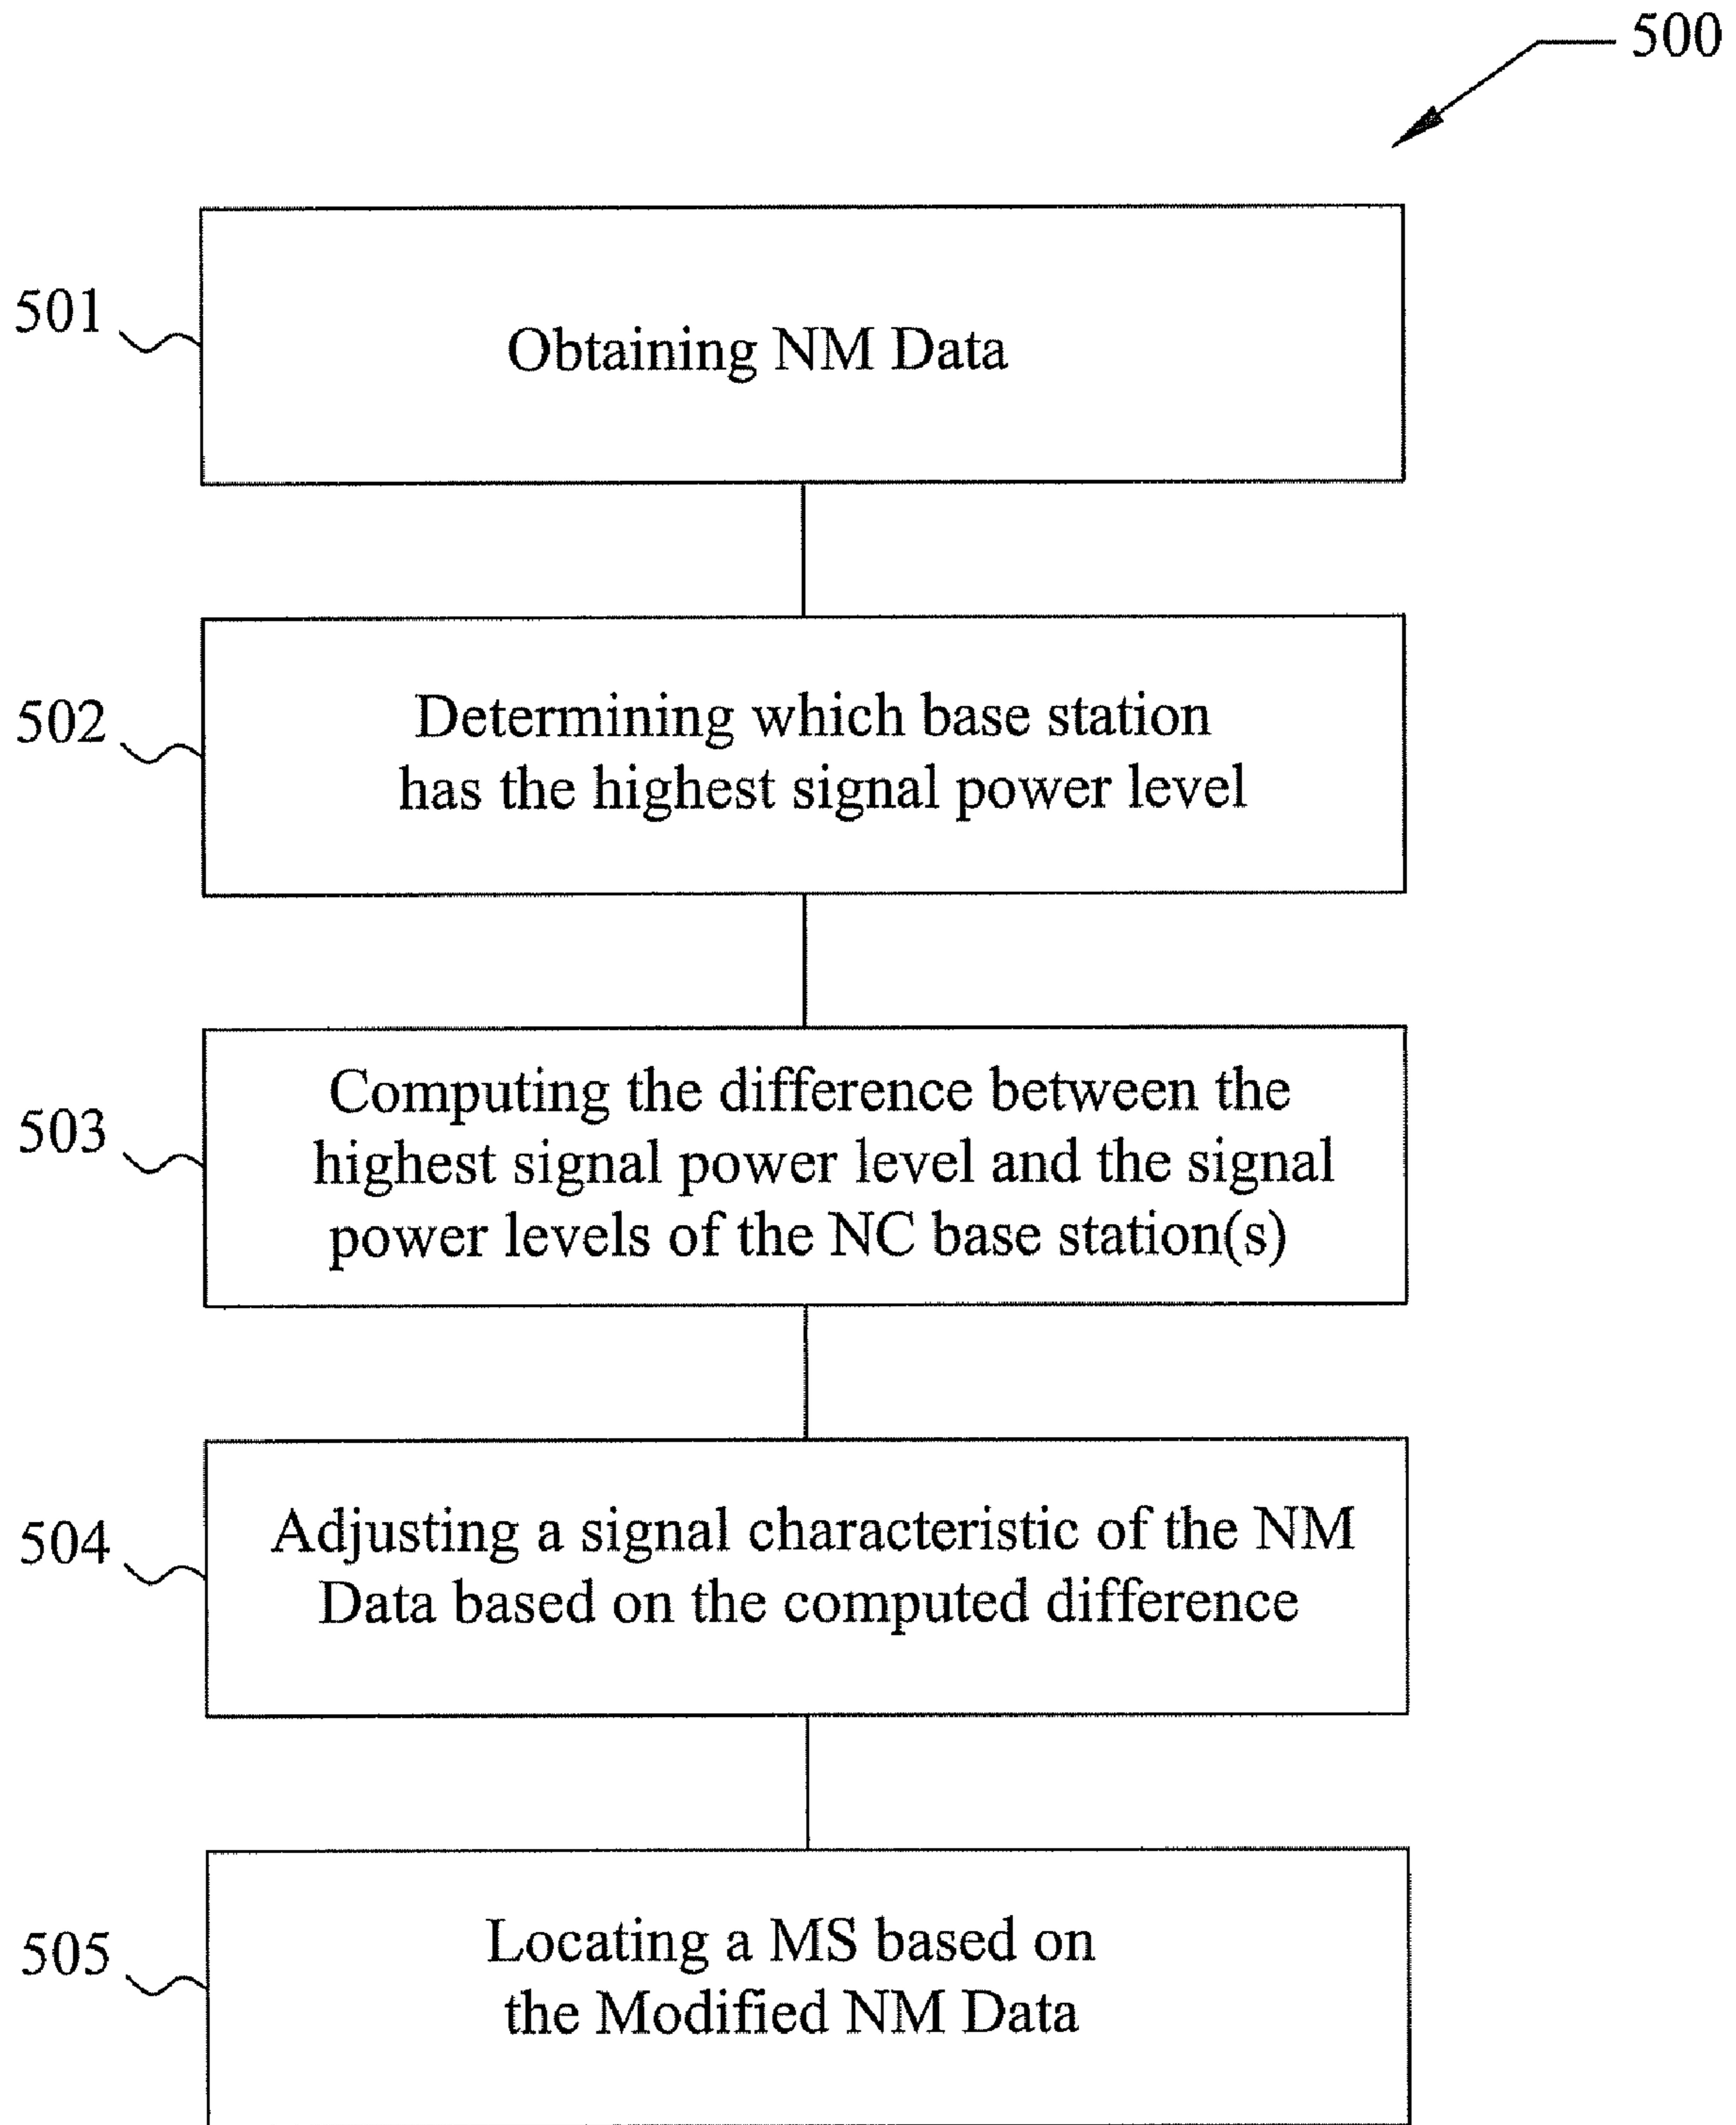 500
501
Obtaining NM Data
502
Determining which base station
has the highest signal power level
503
Computing the difference between the
highest signal power level and the signal
power levels of the NC base station(s)
504
Adjusting a signal characteristic of the NM
Data based on the computed difference
505
Locating a MS based on
the Modified NM Data